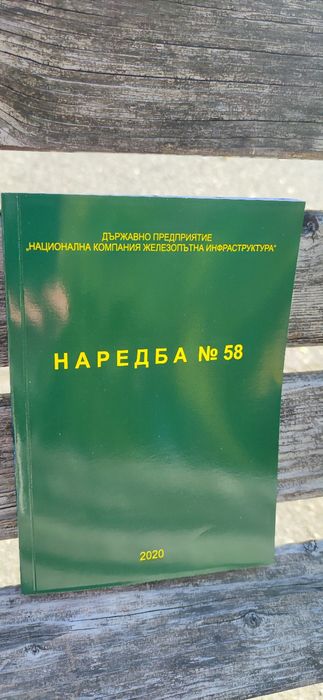 ДЪРЖАВНО ПРЕДПРИЯТИЕ
„НАЦИОНАЛНА КОМПАНИЯ ЖЕЛЕЗОПЪТНА ИНФРАСТРУКТУРА“
НАРЕДБА № 58
2020